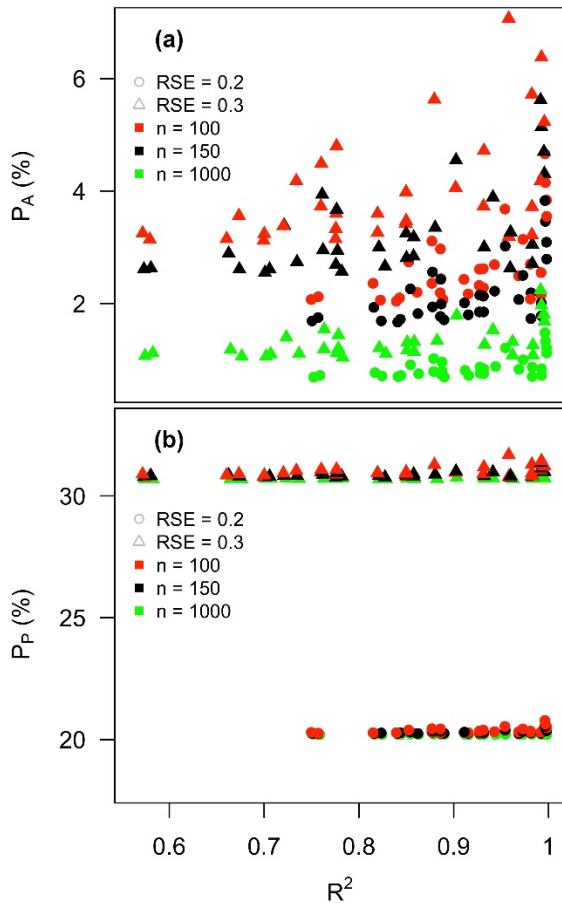 (a)
RSE = 0.2
RSE = 0.3
n = 100
n = 150
n = 1000
P_A (%)
6
4
2
(b)
RSE = 0.2
RSE = 0.3
n = 100
n = 150
n = 1000
P_P (%)
30
25
20
0.6 0.7 0.8 0.9 1
R²